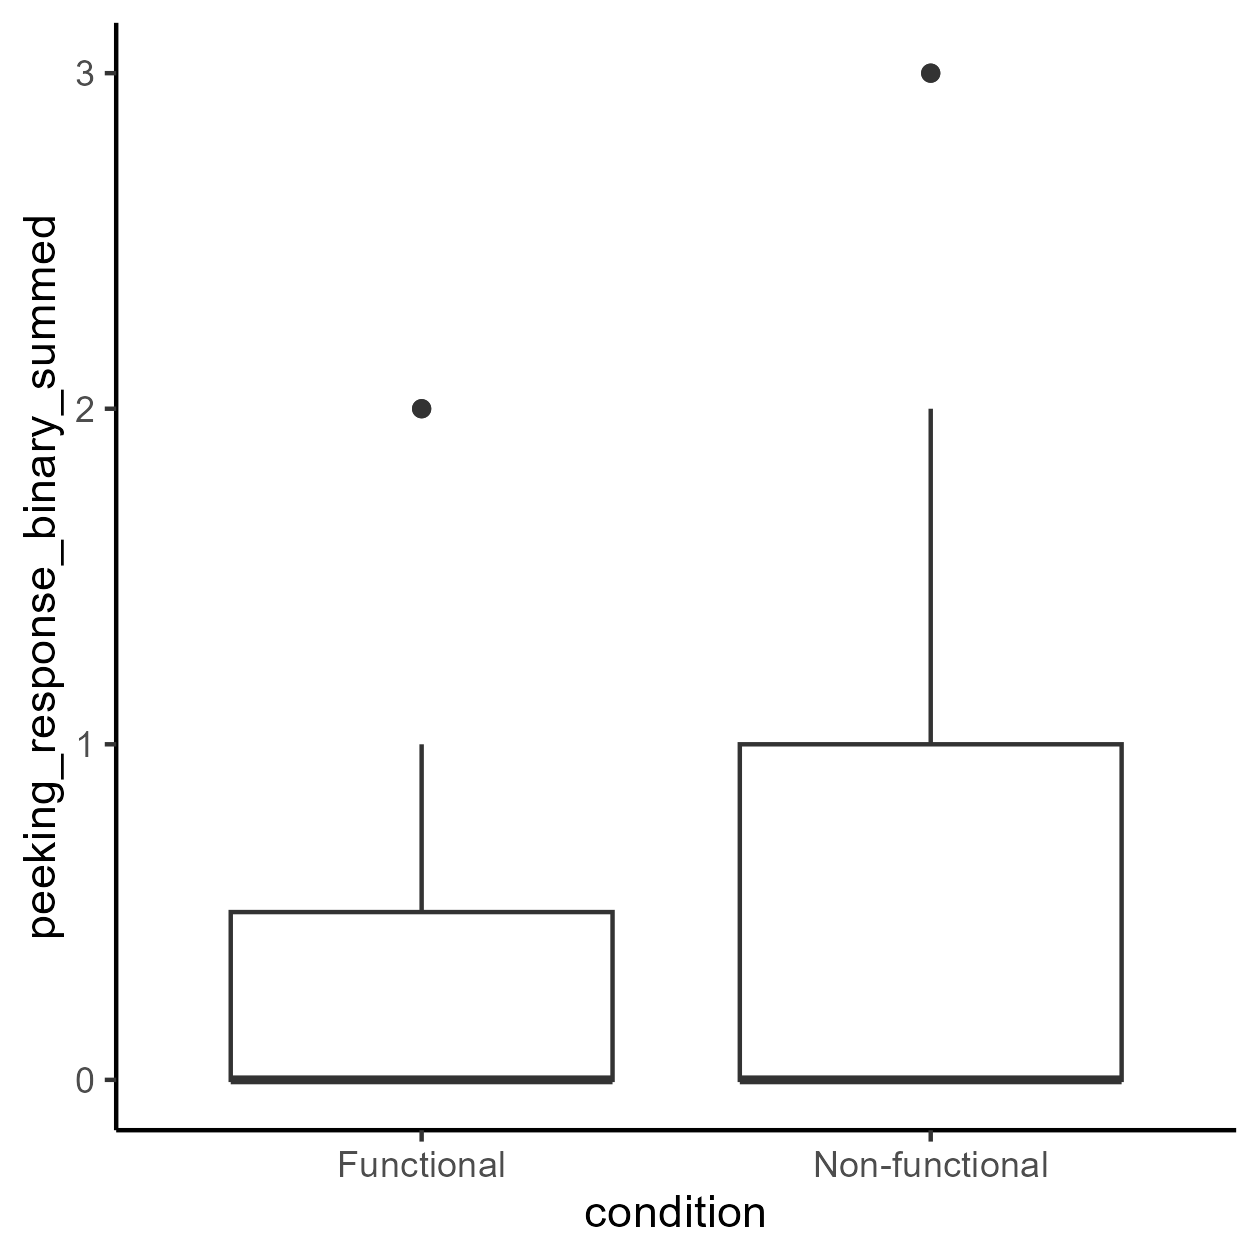 peeking_response_binary_summed
3
2
1
0
Functional
Non-functional
condition